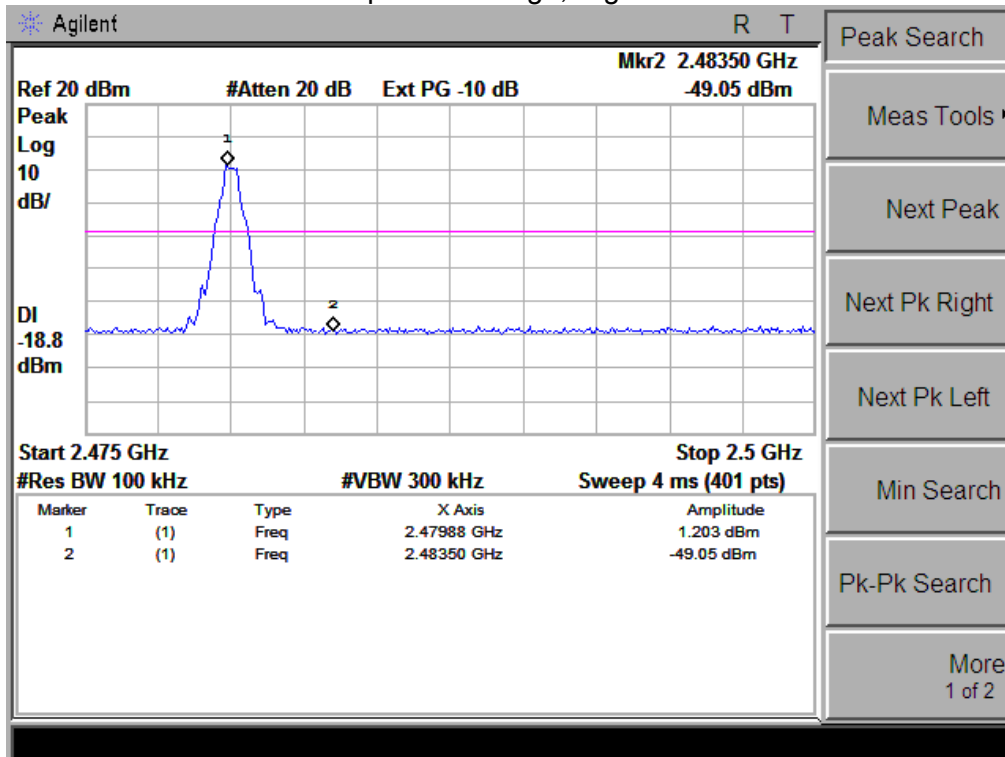 Agilent
R T
Mkr2 2.48350 GHz
Ref 20 dBm #Atten 20 dB Ext PG -10 dB -49.05 dBm
Peak
Log
10
dB/
1
2
DI
-18.8
dBm
Start 2.475 GHz Stop 2.5 GHz
#Res BW 100 kHz #VBW 300 kHz Sweep 4 ms (401 pts)
Marker Trace Type X Axis Amplitude
1 (1) Freq 2.47988 GHz 1.203 dBm
2 (1) Freq 2.48350 GHz -49.05 dBm
Peak Search
Meas Tools
Next Peak
Next Pk Right
Next Pk Left
Min Search
Pk-Pk Search
More
1 of 2